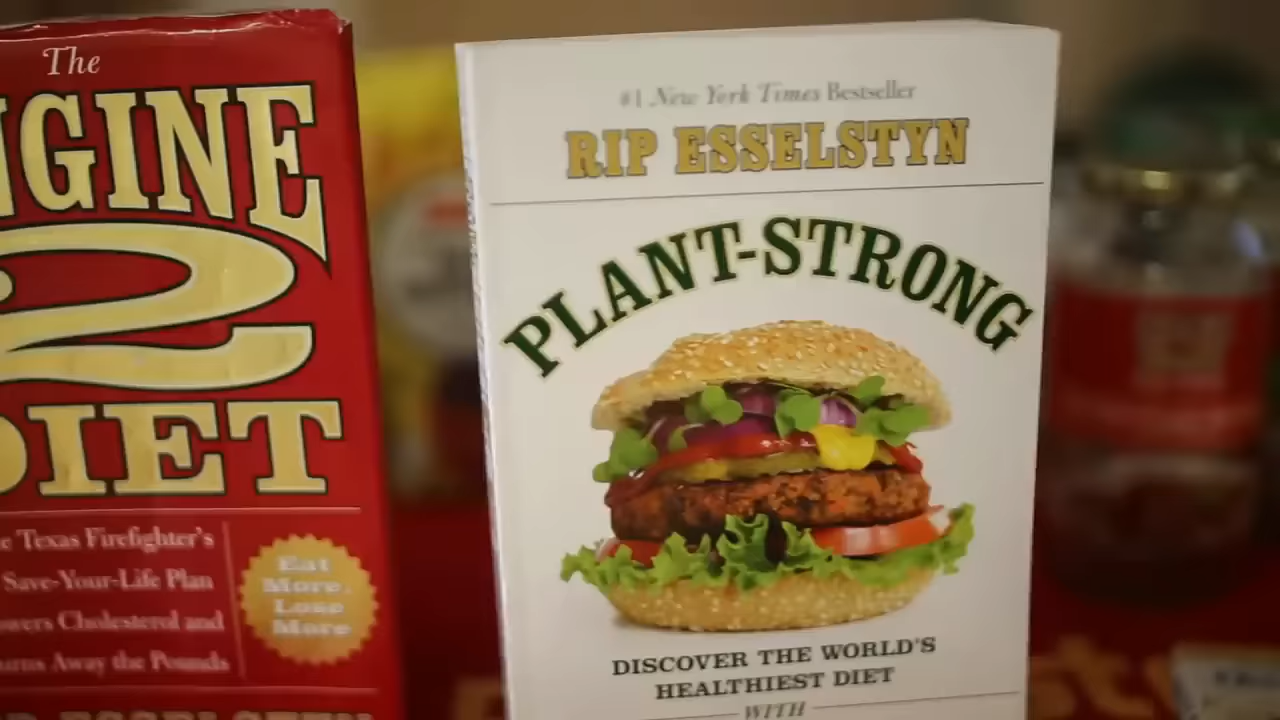 The
NGINE
2
DIET
e Texas Firefighter's
Save-Your-Life Plan
owers Cholesterol and
urns Away the Pounds
Eat
More,
Lose
More
ESSELSTYN
#1 New York Times Bestseller
RIP ESSELSTYN
PLANT-STRONG
DISCOVER THE WORLD'S
HEALTHIEST DIET
WITH